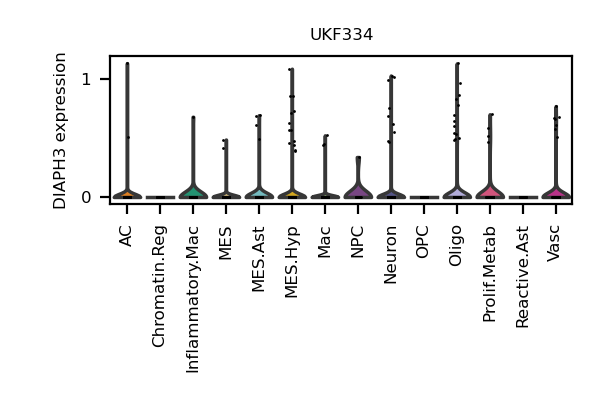 UKF334
DIAPH3 expression
1
0
AC
Chromatin.Reg
Inflammatory.Mac
MES
MES.Ast
MES.Hyp
Mac
NPC
Neuron
OPC
Oligo
Prolif.Metab
Reactive.Ast
Vasc